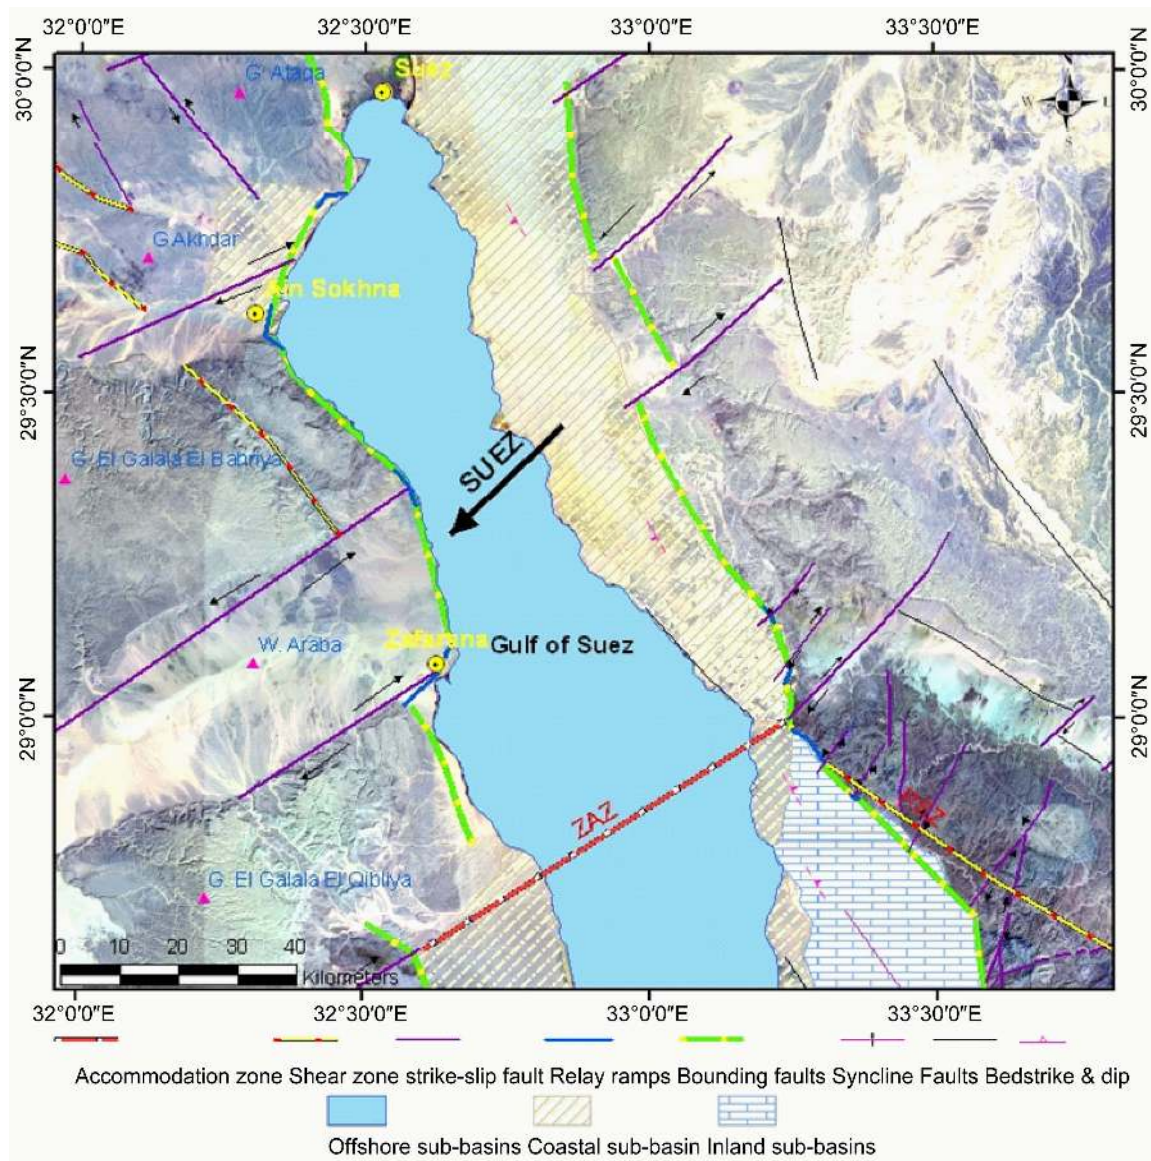 32°0'0"E 32°30'0"E 33°0'0"E 33°30'0"E
30°0'0"N
30°0'0"N
G. Ataqa
Suez
W
S
G.Akhdar
Ain Sokhna
29°30'0"N
29°30'0"N
G. El Galala El Bahriya
SUEZ
W. Araba
Zafarana
Gulf of Suez
29°0'0"N
29°0'0"N
ZAZ
G. El Galala El Qibliya
0 10 20 30 40
Kilometers
32°0'0"E 32°30'0"E 33°0'0"E 33°30'0"E
Accommodation zone Shear zone strike-slip fault Relay ramps Bounding faults Syncline Faults Bedstrike & dip
Offshore sub-basins Coastal sub-basin Inland sub-basins